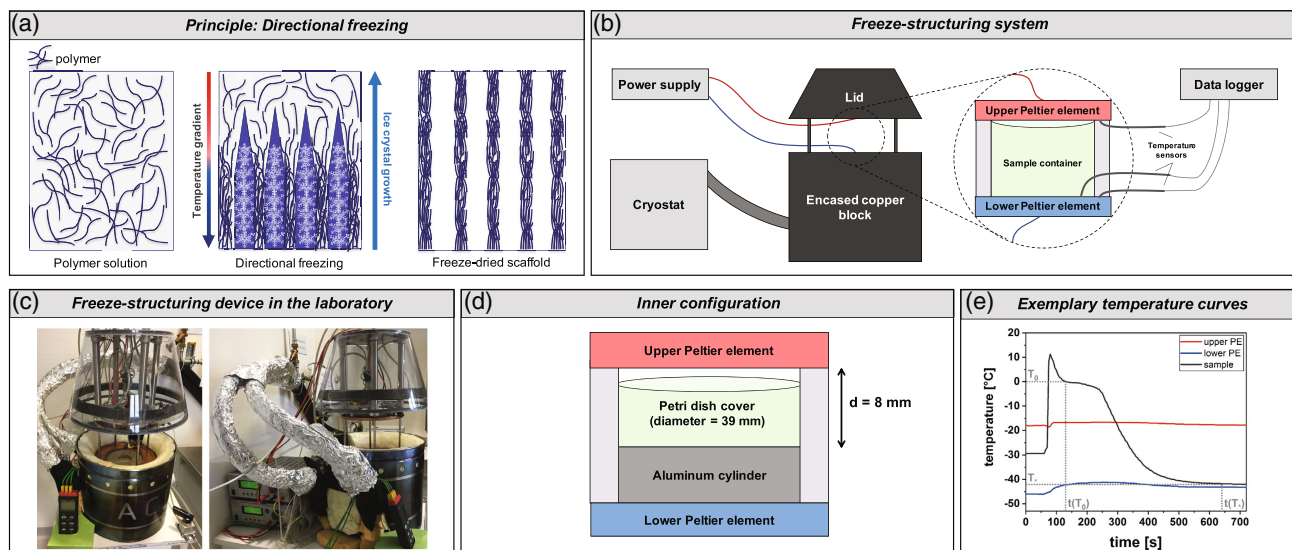 (a)
Principle: Directional freezing
polymer
Temperature gradient
Ice crystal growth
Polymer solution
Directional freezing
Freeze-dried scaffold
(b)
Freeze-structuring system
Power supply
Cryostat
Lid
Encased copper
block
Upper Peltier element
Sample container
Lower Peltier element
Data logger
Temperature
sensors
(c)
Freeze-structuring device in the laboratory
A C
(d)
Inner configuration
Upper Peltier element
Petri dish cover
(diameter = 39 mm)
Aluminum cylinder
Lower Peltier element
d = 8 mm
(e)
Exemplary temperature curves
upper PE
lower PE
sample
temperature [°C]
20
10
0
-10
-20
-30
-40
-50
T₀
t(T₀)
0
100
200
300
400
500
600
700
time [s]